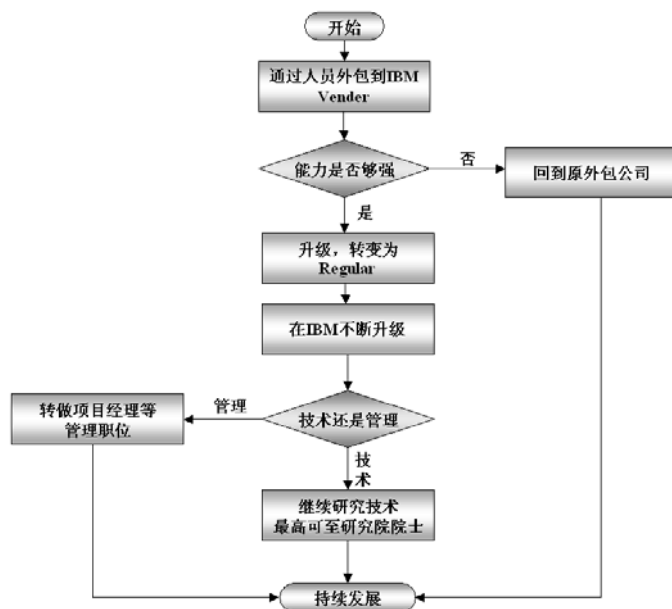 开始
通过人员外包到IBM
Vender
能力是否够强
否
回到原外包公司
是
升级，转变为
Regular
在IBM不断升级
技术还是管理
管理
转做项目经理等
管理职位
技
术
继续研究技术
最高可至研究院院士
持续发展